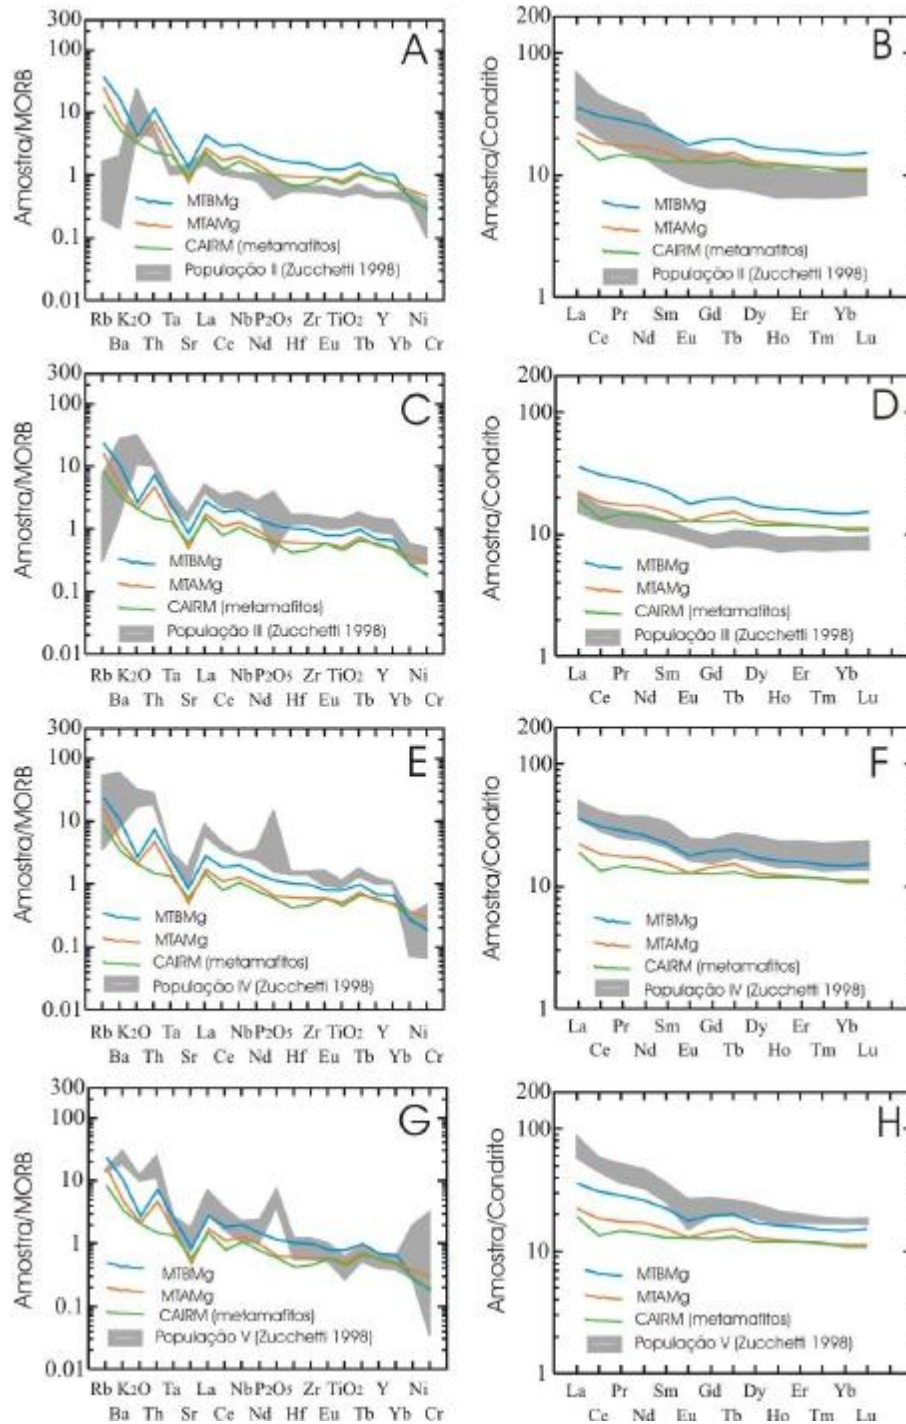 A
Amostra/MORB
300
100
10
1
0.1
0.01
MTBMg
MTAMg
CAIRM (metamafitos)
População II (Zucchetti 1998)
Rb K2O Ta La Nb P2O5 Zr TiO2 Y Ni
Ba Th Sr Ce Nd Hf Eu Tb Yb Cr
B
Amostra/Condrito
200
100
10
1
MTBMg
MTAMg
CAIRM (metamafitos)
População II (Zucchetti 1998)
La Pr Sm Gd Dy Er Yb
Ce Nd Eu Tb Ho Tm Lu
C
Amostra/MORB
300
100
10
1
0.1
0.01
MTBMg
MTAMg
CAIRM (metamafitos)
População III (Zucchetti 1998)
Rb K2O Ta La Nb P2O5 Zr TiO2 Y Ni
Ba Th Sr Ce Nd Hf Eu Tb Yb Cr
D
Amostra/Condrito
200
100
10
1
MTBMg
MTAMg
CAIRM (metamafitos)
População III (Zucchetti 1998)
La Pr Sm Gd Dy Er Yb
Ce Nd Eu Tb Ho Tm Lu
E
Amostra/MORB
300
100
10
1
0.1
0.01
MTBMg
MTAMg
CAIRM (metamafitos)
População IV (Zucchetti 1998)
Rb K2O Ta La Nb P2O5 Zr TiO2 Y Ni
Ba Th Sr Ce Nd Hf Eu Tb Yb Cr
F
Amostra/Condrito
200
100
10
1
MTBMg
MTAMg
CAIRM (metamafitos)
População IV (Zucchetti 1998)
La Pr Sm Gd Dy Er Yb
Ce Nd Eu Tb Ho Tm Lu
G
Amostra/MORB
300
100
10
1
0.1
0.01
MTBMg
MTAMg
CAIRM (metamafitos)
População V (Zucchetti 1998)
Rb K2O Ta La Nb P2O5 Zr TiO2 Y Ni
Ba Th Sr Ce Nd Hf Eu Tb Yb Cr
H
Amostra/Condrito
200
100
10
1
MTBMg
MTAMg
CAIRM (metamafitos)
População V (Zucchetti 1998)
La Pr Sm Gd Dy Er Yb
Ce Nd Eu Tb Ho Tm Lu